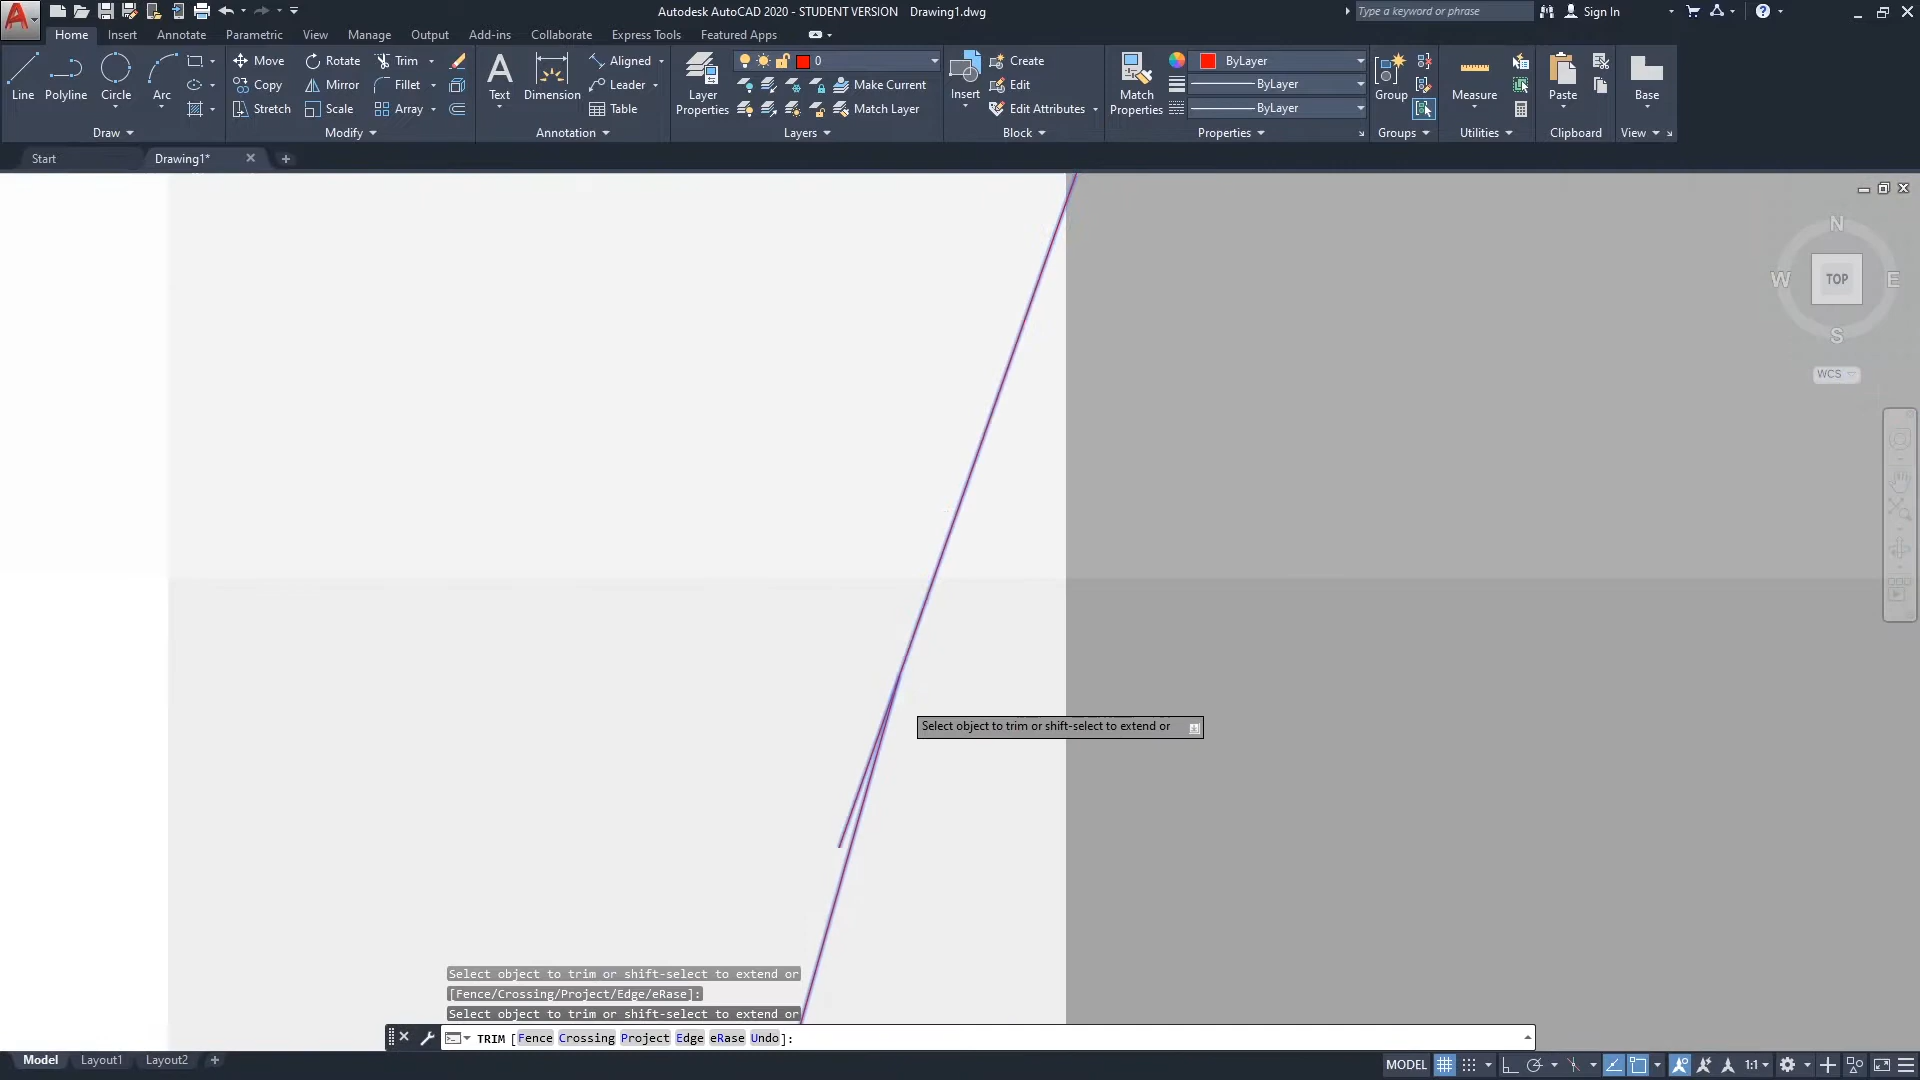 Autodesk AutoCAD 2020 - STUDENT VERSION Drawing1.dwg
Type a keyword or phrase
Sign In
Home Insert Annotate Parametric View Manage Output Add-ins Collaborate Express Tools Featured Apps
Line Polyline Circle Arc
Draw
Move Rotate Trim
Copy Mirror Fillet
Stretch Scale Array
Modify
Text Dimension
Aligned
Leader
Table
Annotation
Layer Properties
0
Make Current
Match Layer
Layers
Insert
Create
Edit
Edit Attributes
Block
Match Properties
ByLayer
ByLayer
ByLayer
Properties
Group
Groups
Measure
Utilities
Paste
Clipboard
Base
View
Start Drawing1*
N
W TOP E
S
WCS
Select object to trim or shift-select to extend or
Select object to trim or shift-select to extend or
[Fence/Crossing/Project/Edge/eRase]:
Select object to trim or shift-select to extend or
TRIM [Fence Crossing Project Edge eRase Undo]:
Model Layout1 Layout2
MODEL 1:1